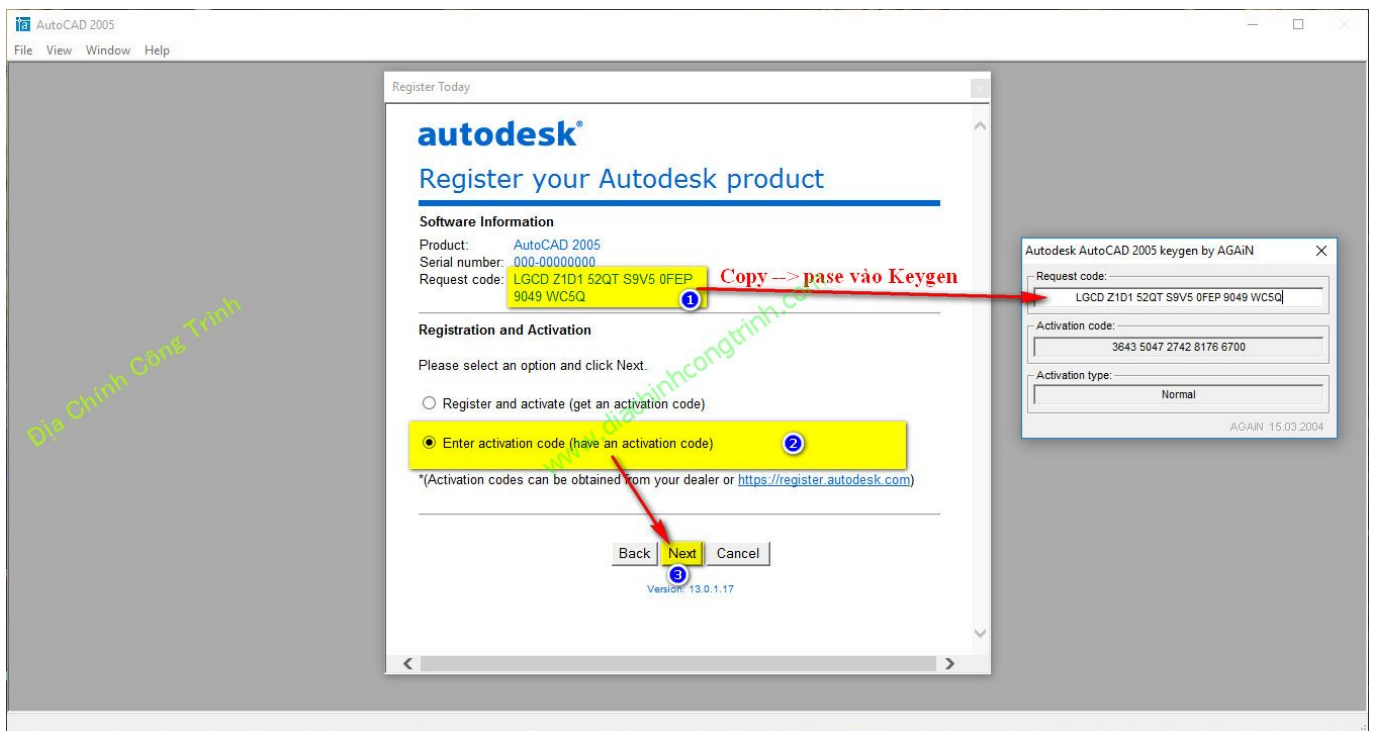 AutoCAD 2005
File View Window Help
Register Today
autodesk®
Register your Autodesk product
Software Information
Product: AutoCAD 2005
Serial number: 000-00000000
Request code: LGCD Z1D1 52QT S9V5 0FEP
9049 WC5Q
1
Copy --> pase vào Keygen
Registration and Activation
Please select an option and click Next.
Register and activate (get an activation code)
Enter activation code (have an activation code)
2
*(Activation codes can be obtained from your dealer or https://register.autodesk.com)
Back Next Cancel
3
Version: 13.0.1.17
Autodesk AutoCAD 2005 keygen by AGAiN
Request code:
LGCD Z1D1 52QT S9V5 0FEP 9049 WC5Q
Activation code:
3643 5047 2742 8176 6700
Activation type:
Normal
AGAiN 15.03.2004
Địa Chính Công Trình
www.diachinhcongtrinh.com